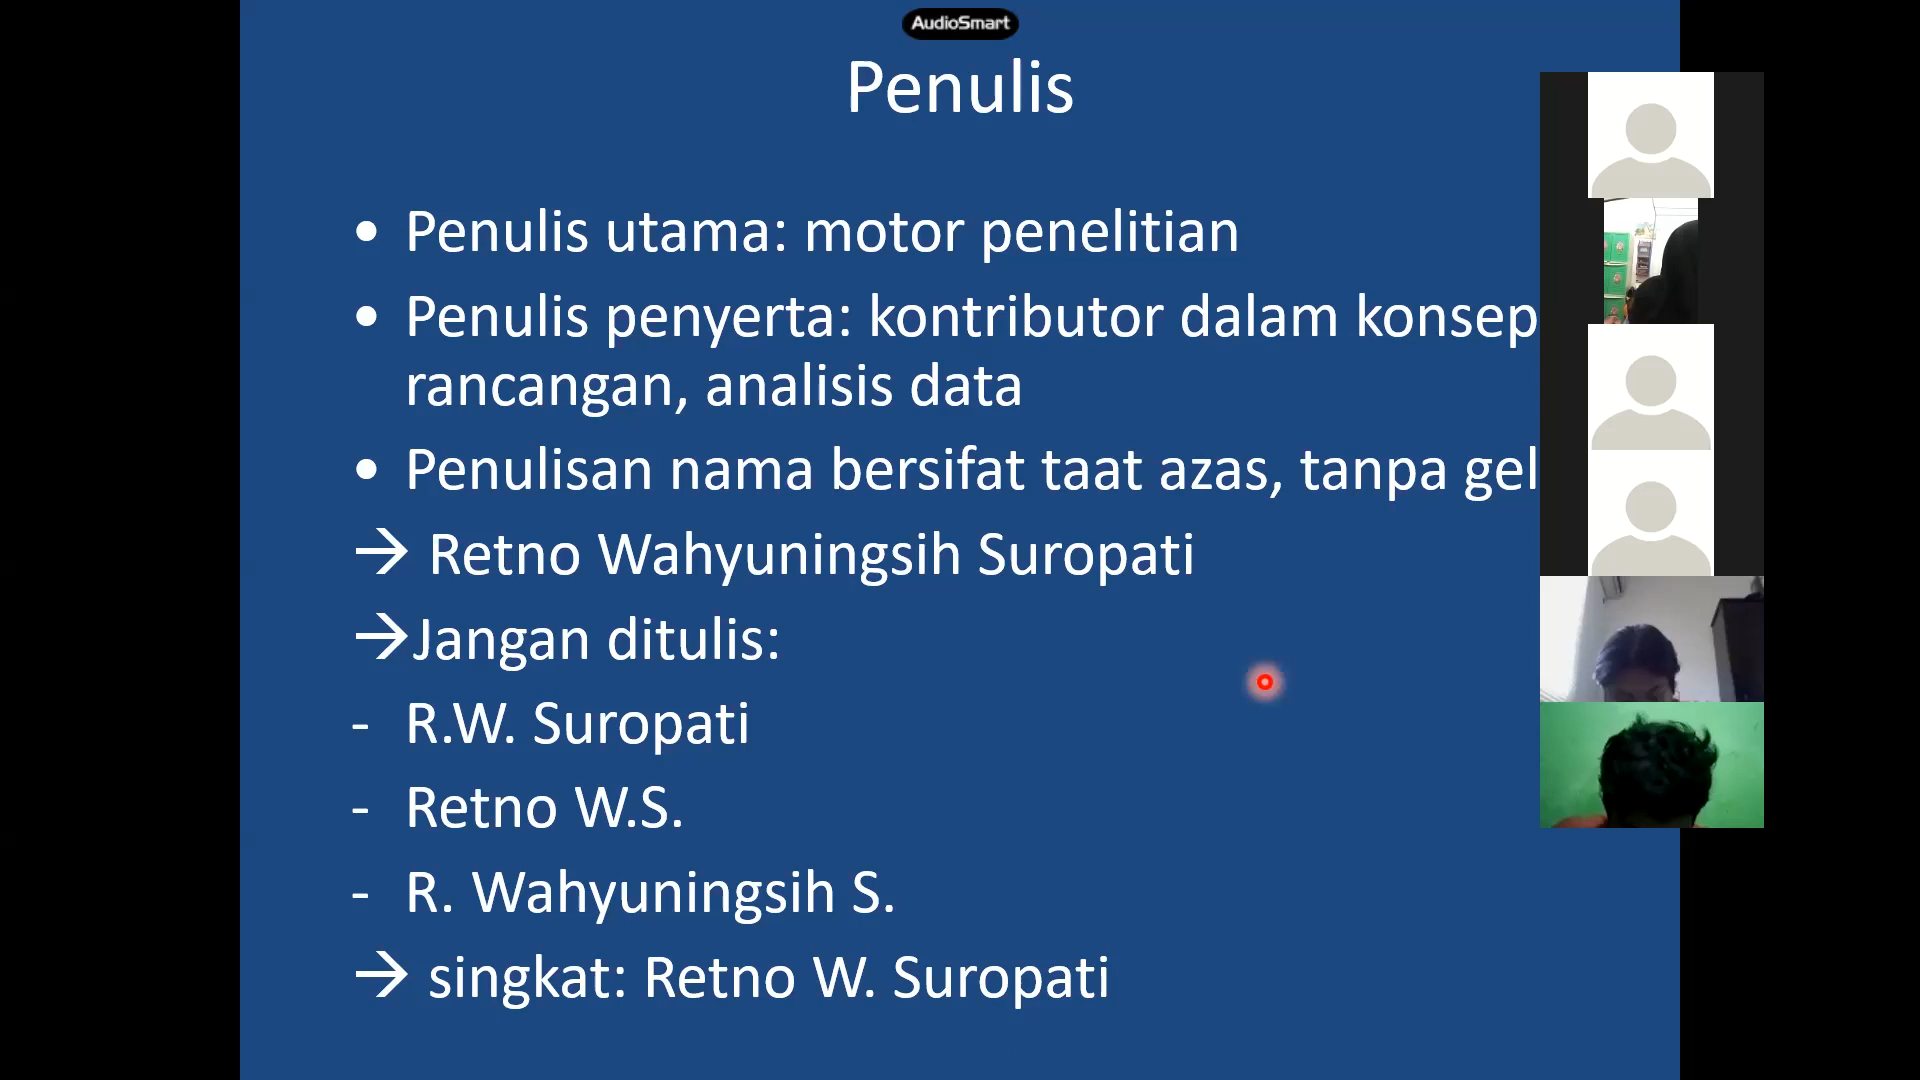 AudioSmart
Penulis
• Penulis utama: motor penelitian
• Penulis penyerta: kontributor dalam konsep
rancangan, analisis data
• Penulisan nama bersifat taat azas, tanpa gel
→ Retno Wahyuningsih Suropati
→Jangan ditulis:
- R.W. Suropati
- Retno W.S.
- R. Wahyuningsih S.
→ singkat: Retno W. Suropati